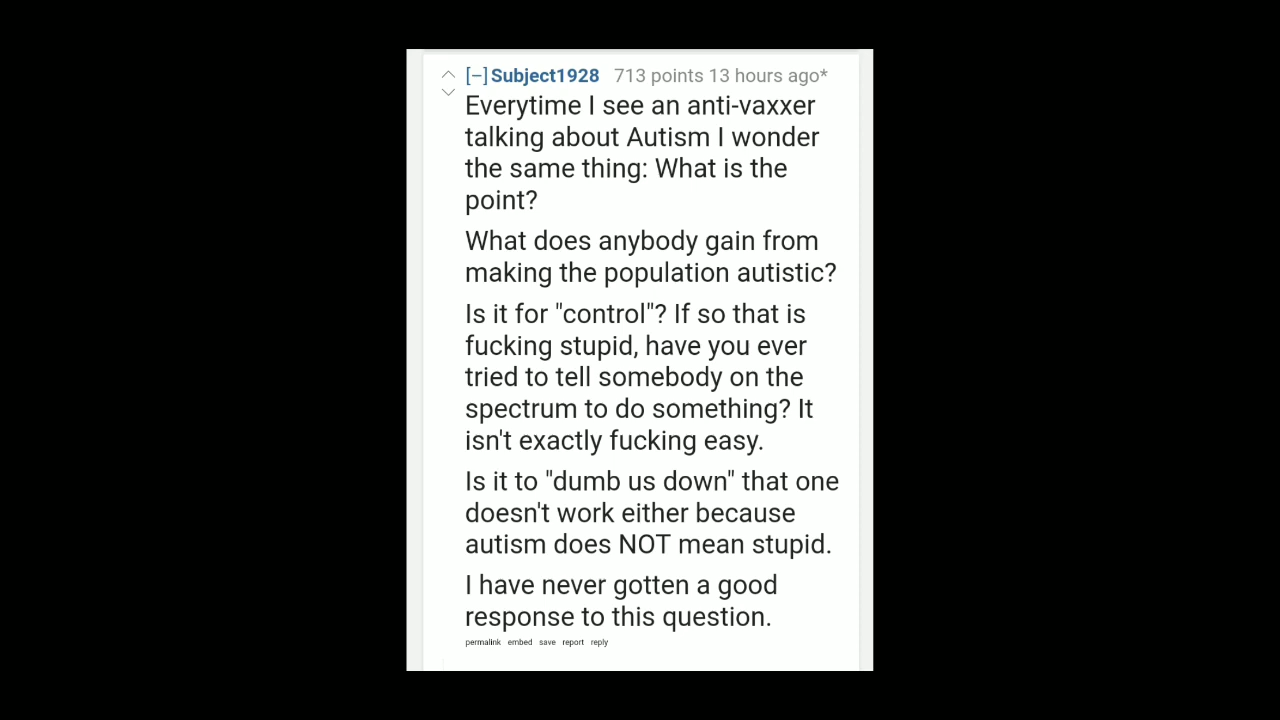 [–] Subject1928 713 points 13 hours ago*
Everytime I see an anti-vaxxer
talking about Autism I wonder
the same thing: What is the
point?
What does anybody gain from
making the population autistic?
Is it for "control"? If so that is
fucking stupid, have you ever
tried to tell somebody on the
spectrum to do something? It
isn't exactly fucking easy.
Is it to "dumb us down" that one
doesn't work either because
autism does NOT mean stupid.
I have never gotten a good
response to this question.
permalink embed save report reply